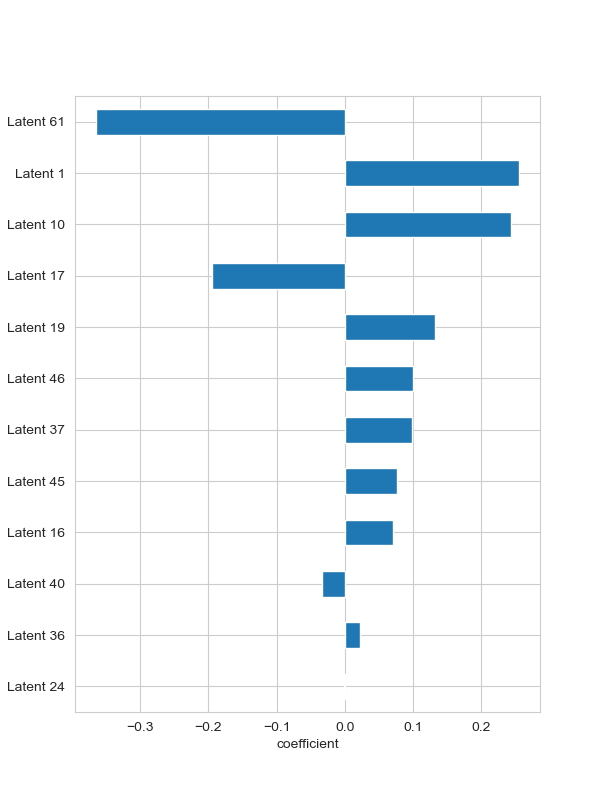 Latent 61
Latent 1
Latent 10
Latent 17
Latent 19
Latent 46
Latent 37
Latent 45
Latent 16
Latent 40
Latent 36
Latent 24
−0.3 −0.2 −0.1 0.0 0.1 0.2
coefficient